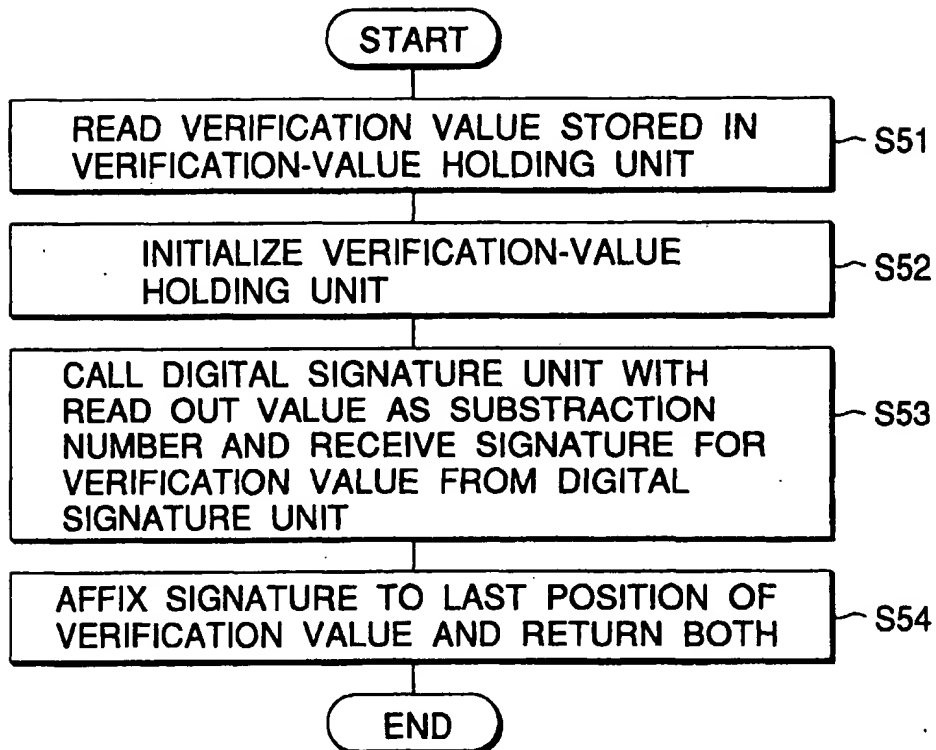 START
READ VERIFICATION VALUE STORED IN
VERIFICATION-VALUE HOLDING UNIT
S51
INITIALIZE VERIFICATION-VALUE
HOLDING UNIT
S52
CALL DIGITAL SIGNATURE UNIT WITH
READ OUT VALUE AS SUBSTRACTION
NUMBER AND RECEIVE SIGNATURE FOR
VERIFICATION VALUE FROM DIGITAL
SIGNATURE UNIT
S53
AFFIX SIGNATURE TO LAST POSITION OF
VERIFICATION VALUE AND RETURN BOTH
S54
END